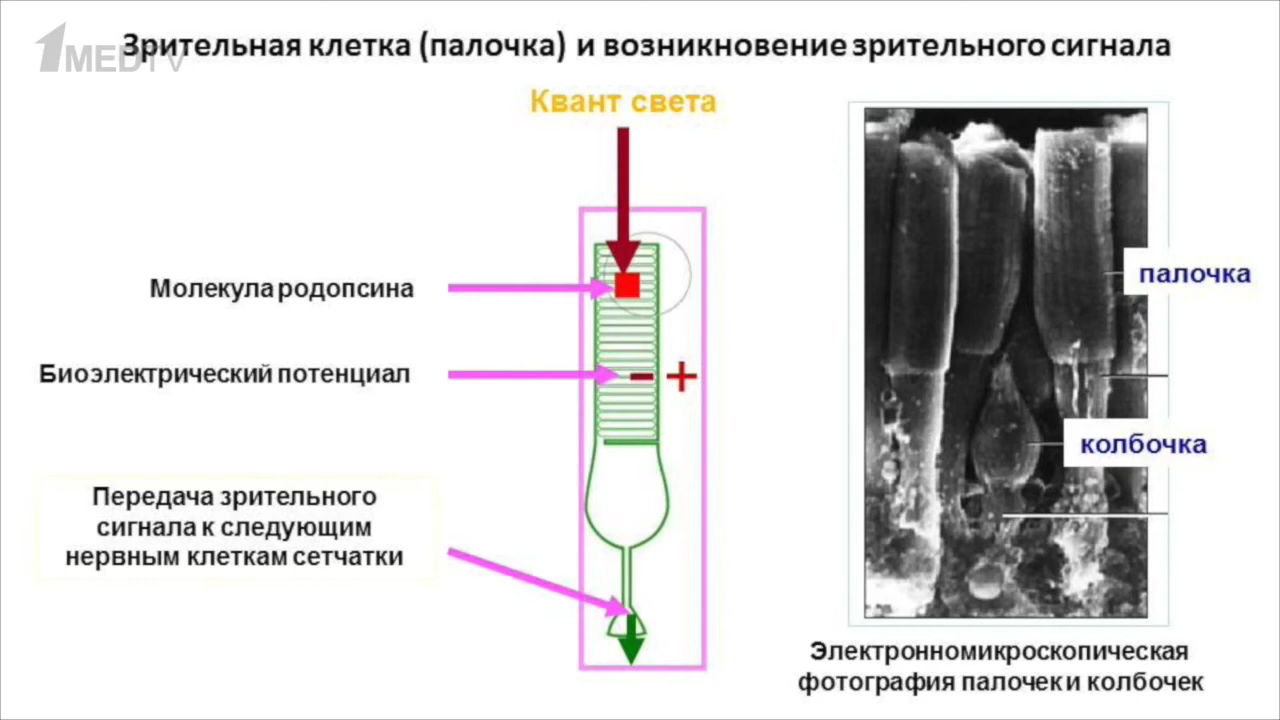 1MEDTV
Зрительная клетка (палочка) и возникновение зрительного сигнала
Квант света
Молекула родопсина
Биоэлектрический потенциал
− +
Передача зрительного
сигнала к следующим
нервным клеткам сетчатки
палочка
колбочка
Электронномикроскопическая
фотография палочек и колбочек